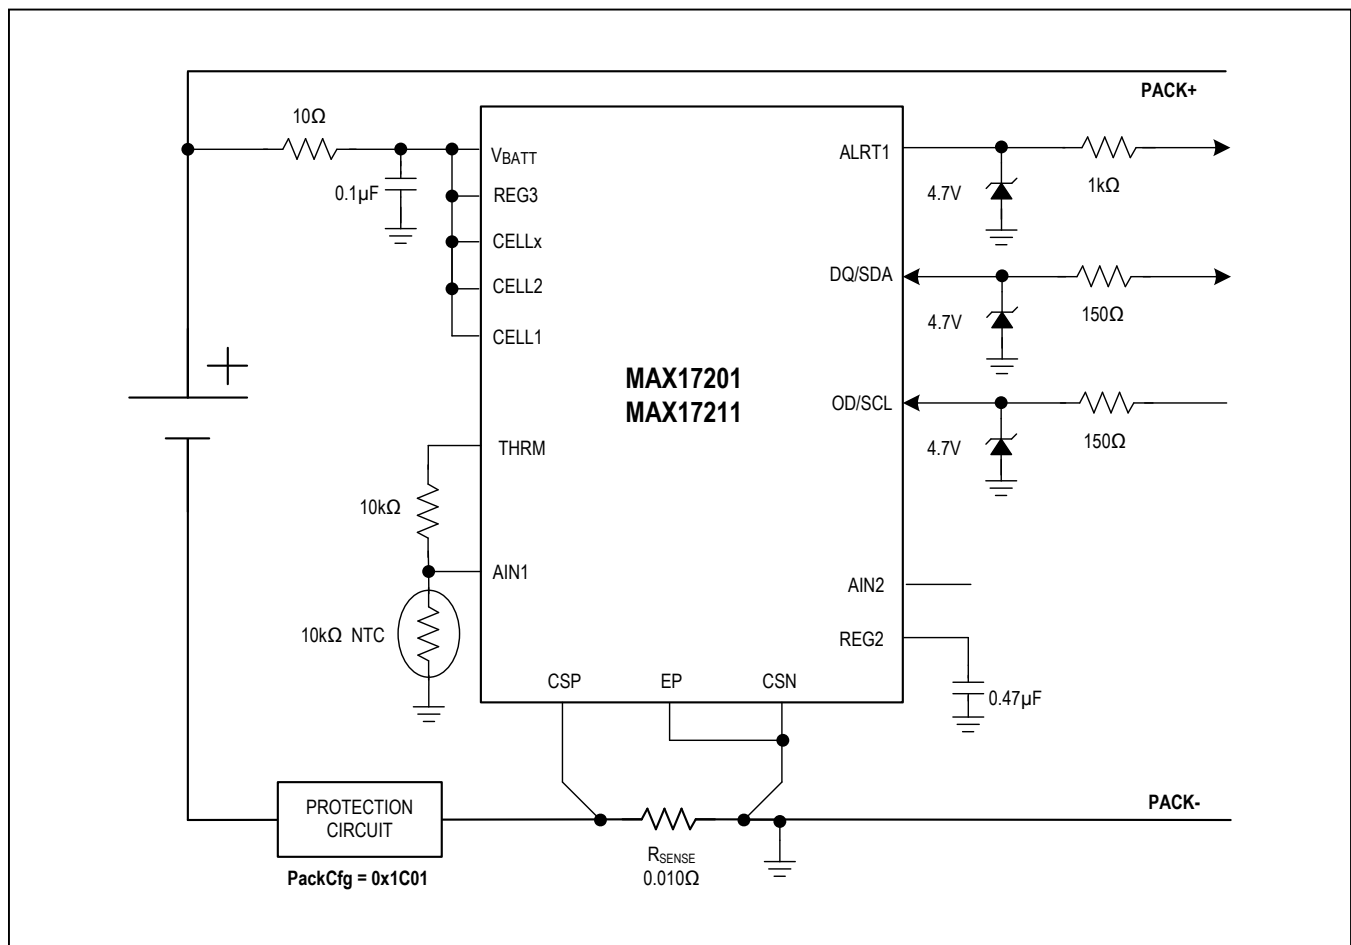 PACK+
10Ω
0.1µF
VBATT
REG3
CELLx
CELL2
CELL1
THRM
10kΩ
AIN1
10kΩ NTC
MAX17201
MAX17211
ALRT1
4.7V
1kΩ
DQ/SDA
4.7V
150Ω
OD/SCL
4.7V
150Ω
AIN2
REG2
0.47µF
CSP
EP
CSN
PROTECTION
CIRCUIT
PackCfg = 0x1C01
RSENSE
0.010Ω
PACK-